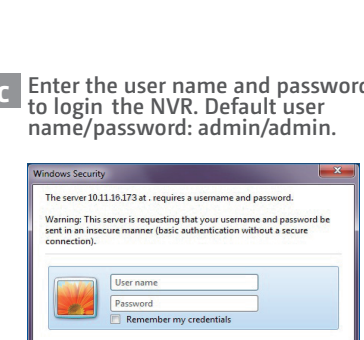 c Enter the user name and password
to login the NVR. Default user
name/password: admin/admin.
Windows Security
The server 10.11.16.173 at . requires a username and password.
Warning: This server is requesting that your username and password be
sent in an insecure manner (basic authentication without a secure
connection).
User name
Password
Remember my credentials